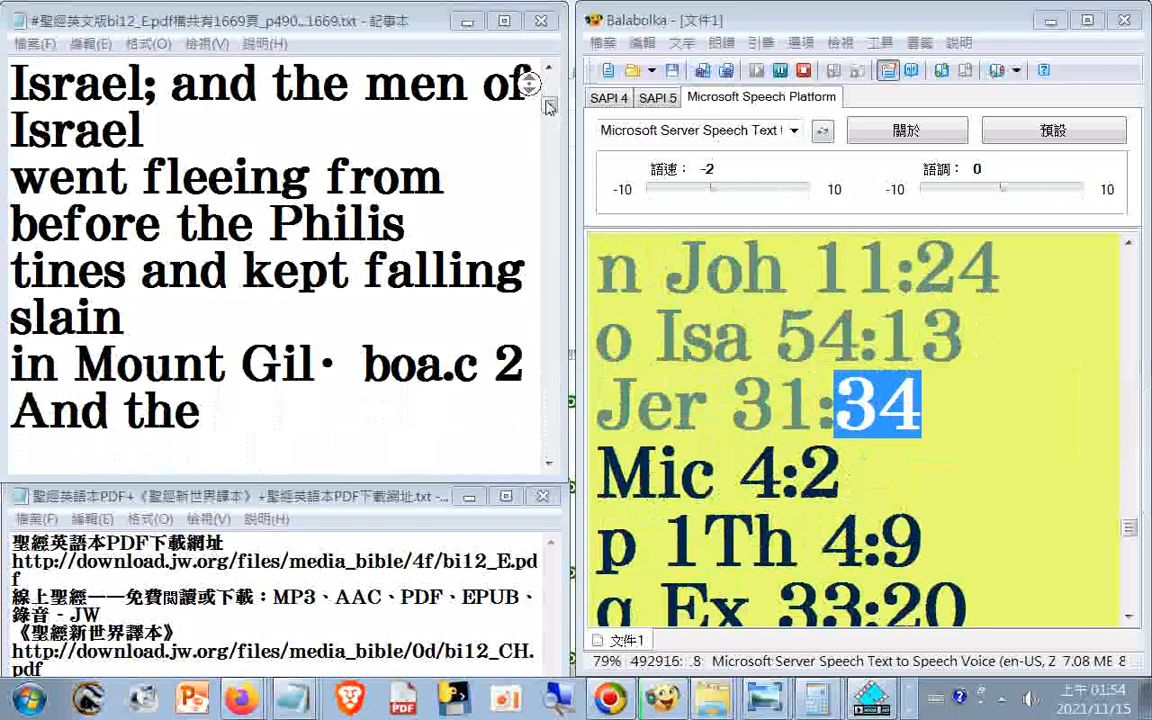 #聖經英文版bi12_E.pdf橫共有1669頁_p490..1669.txt - 記事本
檔案(F) 編輯(E) 格式(O) 檢視(V) 說明(H)
Israel; and the men of
Israel
went fleeing from
before the Philis
tines and kept falling
slain
in Mount Gil· boa.c 2
And the
聖經英語本PDF+《聖經新世界譯本》+聖經英語本PDF下載網址.txt -...
檔案(F) 編輯(E) 格式(O) 檢視(V) 說明(H)
聖經英語本PDF下載網址
http://download.jw.org/files/media_bible/4f/bi12_E.pd
f
線上聖經——免費閱讀或下載：MP3、AAC、PDF、EPUB、
錄音 - JW
《聖經新世界譯本》
http://download.jw.org/files/media_bible/0d/bi12_CH.
pdf
Balabolka - [文件1]
檔案 編輯 文字 朗讀 引擎 選項 檢視 工具 書籤 說明
SAPI 4 SAPI 5 Microsoft Speech Platform
Microsoft Server Speech Text 關於 預設
語速： -2 語調： 0
-10 10 -10 10
n Joh 11:24
o Isa 54:13
Jer 31:34
Mic 4:2
p 1Th 4:9
q Ex 33:20
文件1
79% 492916: .8 Microsoft Server Speech Text to Speech Voice (en-US, Z 7.08 MB 8
PDF
上午 01:54
2021/11/15